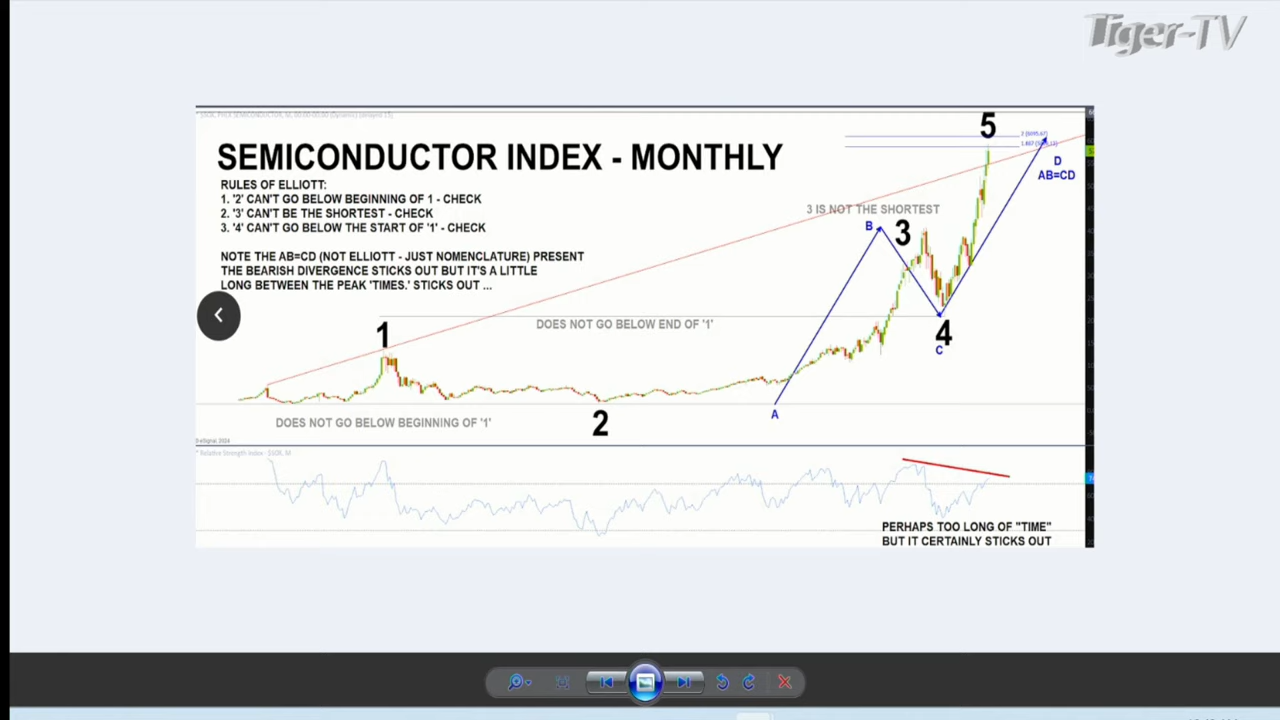 Tiger-TV
5
SEMICONDUCTOR INDEX - MONTHLY
D
AB=CD
RULES OF ELLIOTT:
1. '2' CAN'T GO BELOW BEGINNING OF 1 - CHECK
2. '3' CAN'T BE THE SHORTEST - CHECK
3. '4' CAN'T GO BELOW THE START OF '1' - CHECK
3 IS NOT THE SHORTEST
B
3
NOTE THE AB=CD (NOT ELLIOTT - JUST NOMENCLATURE) PRESENT
THE BEARISH DIVERGENCE STICKS OUT BUT IT'S A LITTLE
LONG BETWEEN THE PEAK 'TIMES.' STICKS OUT ...
DOES NOT GO BELOW END OF '1'
1
4
C
A
2
DOES NOT GO BELOW BEGINNING OF '1'
Relative Strength Index
PERHAPS TOO LONG OF "TIME"
BUT IT CERTAINLY STICKS OUT